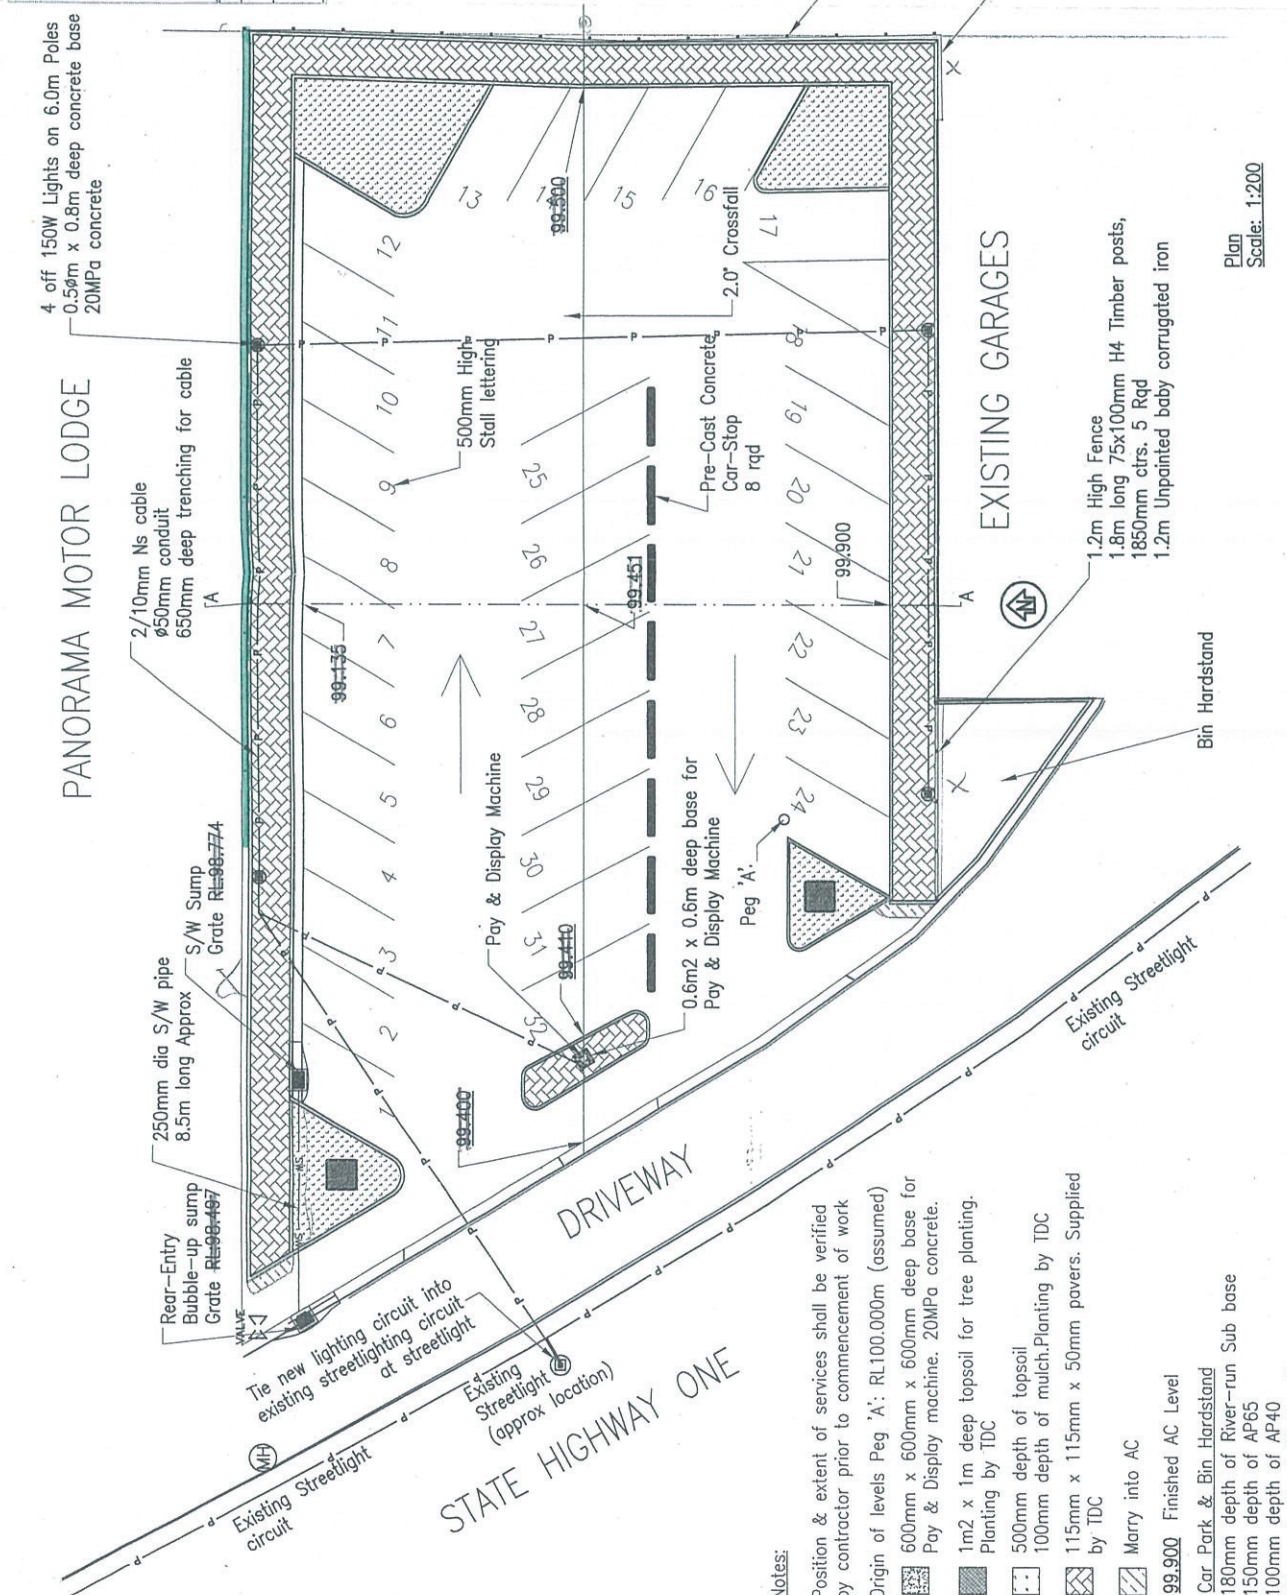 4 off 150W Lights on 6.0m Poles
0.5ømm x 0.8m deep concrete base
20MPa concrete
PANORAMA MOTOR LODGE
2/10mm Ns cable
ø50mm conduit
650mm deep trenching for cable
A
S/W Sump
Grate RL98.774
250mm dia S/W pipe
8.5m long Approx
Rear-Entry
Bubble-up sump
Grate RL98.497
VALVE
SW
SW
1
2
3
4
5
6
7
8
9
10
11
12
13
14
15
16
17
18
19
20
21
22
23
24
25
26
27
28
29
30
31
32
99.135
99.500
99.451
99.410
99.400
99.900
500mm High
Stall lettering
2.0° Crossfall
Pre-Cast Concrete
Car-Stop
8 rqd
Pay & Display Machine
0.6m2 x 0.6m deep base for
Pay & Display Machine
Peg 'A'
A
N
EXISTING GARAGES
1.2m High Fence
1.8m long 75x100mm H4 Timber posts,
1850mm ctrs. 5 Rqd
1.2m Unpainted baby corrugated iron
Bin Hardstand
Plan
Scale: 1:200
Tie new lighting circuit into
existing streetlighting circuit
at streetlight
Existing
Streetlight
(approx location)
MH
Existing Streetlight
circuit
Existing Streetlight
circuit
DRIVEWAY
STATE HIGHWAY ONE
Notes:
Position & extent of services shall be verified
by contractor prior to commencement of work
Origin of levels Peg 'A': RL100.000m (assumed)
600mm x 600mm x 600mm deep base for
Pay & Display machine. 20MPa concrete.
1m2 x 1m deep topsoil for tree planting.
Planting by TDC
500mm depth of topsoil
100mm depth of mulch.Planting by TDC
115mm x 115mm x 50mm pavers. Supplied
by TDC
Marry into AC
99.900 Finished AC Level
Car Park & Bin Hardstand
180mm depth of River-run Sub base
150mm depth of AP65
100mm depth of AP40